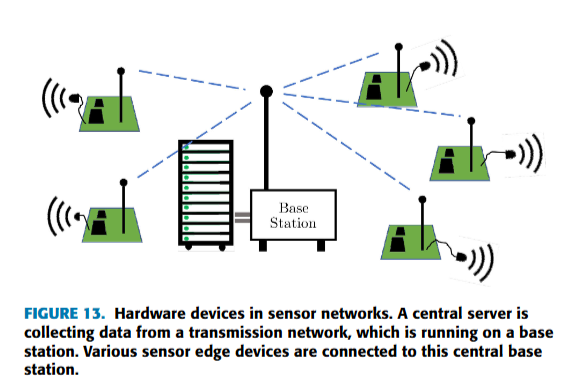 Base
Station
FIGURE 13. Hardware devices in sensor networks. A central server is
collecting data from a transmission network, which is running on a base
station. Various sensor edge devices are connected to this central base
station.